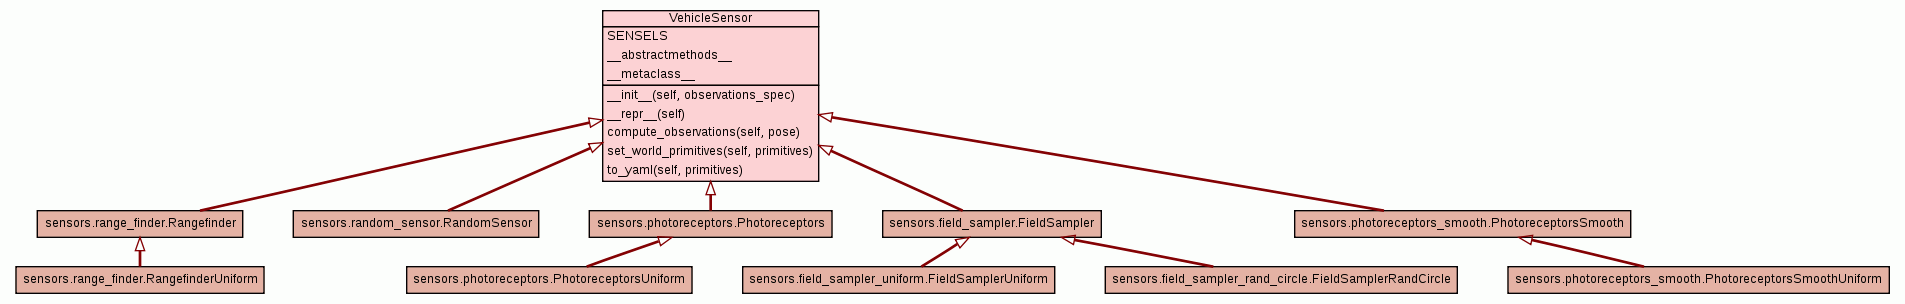 VehicleSensor
SENSELS
__abstractmethods__
__metaclass__
__init__(self, observations_spec)
__repr__(self)
compute_observations(self, pose)
set_world_primitives(self, primitives)
to_yaml(self, primitives)
sensors.range_finder.Rangefinder
sensors.random_sensor.RandomSensor
sensors.photoreceptors.Photoreceptors
sensors.field_sampler.FieldSampler
sensors.photoreceptors_smooth.PhotoreceptorsSmooth
sensors.range_finder.RangefinderUniform
sensors.photoreceptors.PhotoreceptorsUniform
sensors.field_sampler_uniform.FieldSamplerUniform
sensors.field_sampler_rand_circle.FieldSamplerRandCircle
sensors.photoreceptors_smooth.PhotoreceptorsSmoothUniform